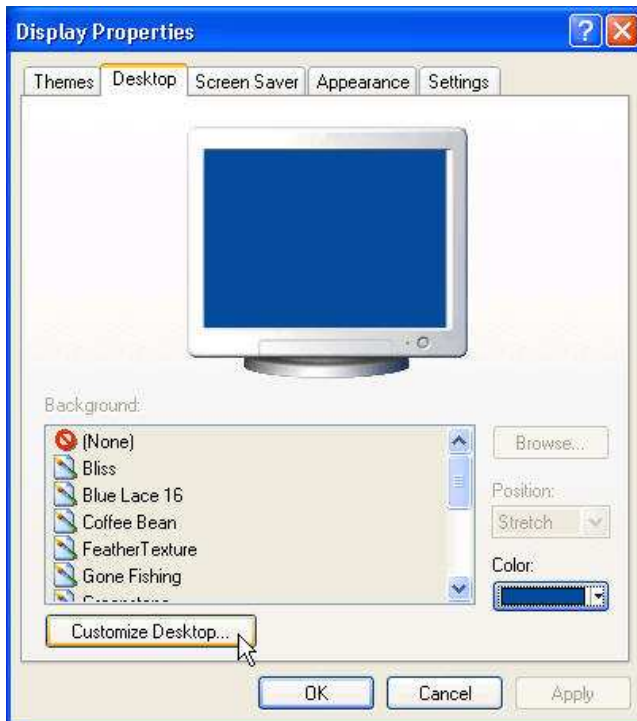 Display Properties
Themes Desktop Screen Saver Appearance Settings
Background:
(None)
Bliss
Blue Lace 16
Coffee Bean
FeatherTexture
Gone Fishing
Browse...
Position:
Stretch
Color:
Customize Desktop...
OK Cancel Apply